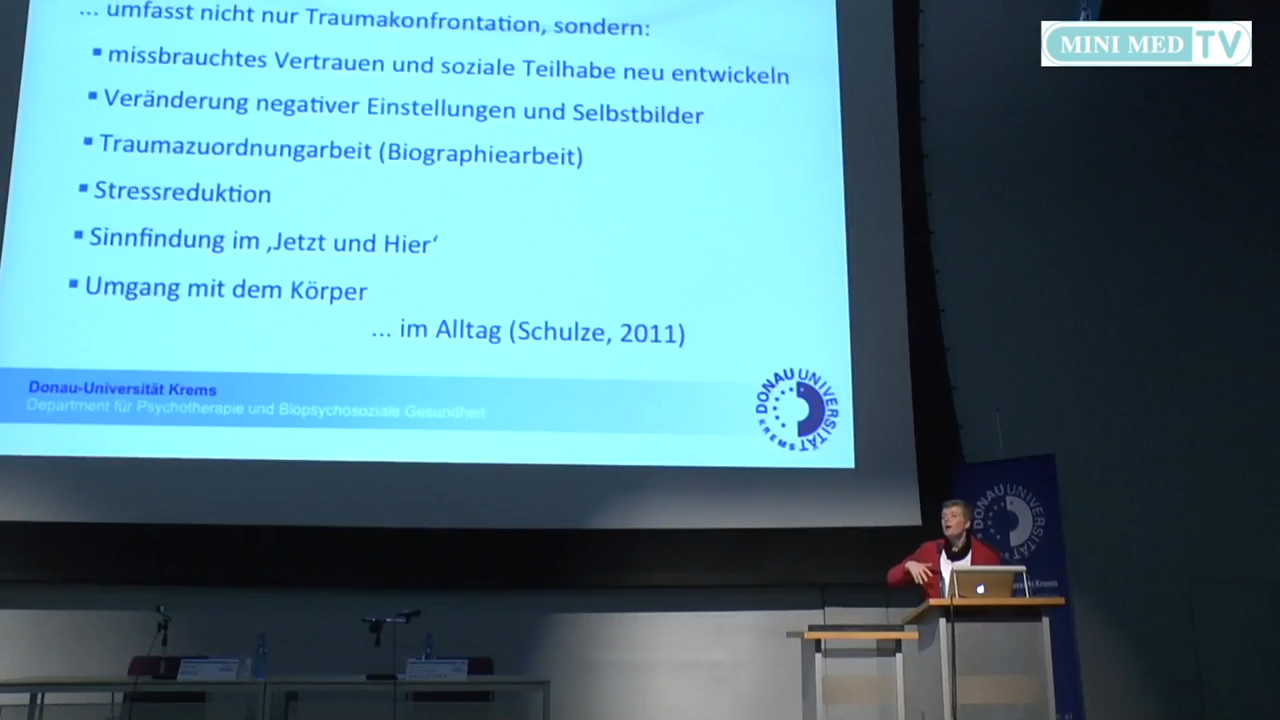 ... umfasst nicht nur Traumakonfrontation, sondern:
▪ missbrauchtes Vertrauen und soziale Teilhabe neu entwickeln
▪ Veränderung negativer Einstellungen und Selbstbilder
▪ Traumazuordnungarbeit (Biographiearbeit)
▪ Stressreduktion
▪ Sinnfindung im ‚Jetzt und Hier‘
▪ Umgang mit dem Körper
... im Alltag (Schulze, 2011)
Donau-Universität Krems
Department für Psychotherapie und Biopsychosoziale Gesundheit
DONAU UNIVERSITÄT KREMS
MINI MED TV
DONAU UNIVERSITÄT
Krems